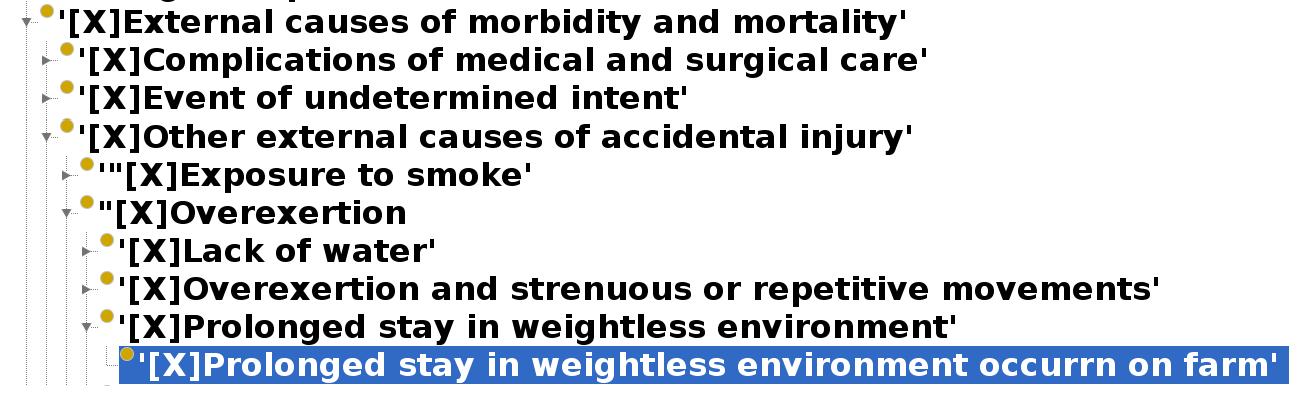 '[X]External causes of morbidity and mortality'
'[X]Complications of medical and surgical care'
'[X]Event of undetermined intent'
'[X]Other external causes of accidental injury'
'"[X]Exposure to smoke'
"[X]Overexertion
'[X]Lack of water'
'[X]Overexertion and strenuous or repetitive movements'
'[X]Prolonged stay in weightless environment'
'[X]Prolonged stay in weightless environment occurrn on farm'